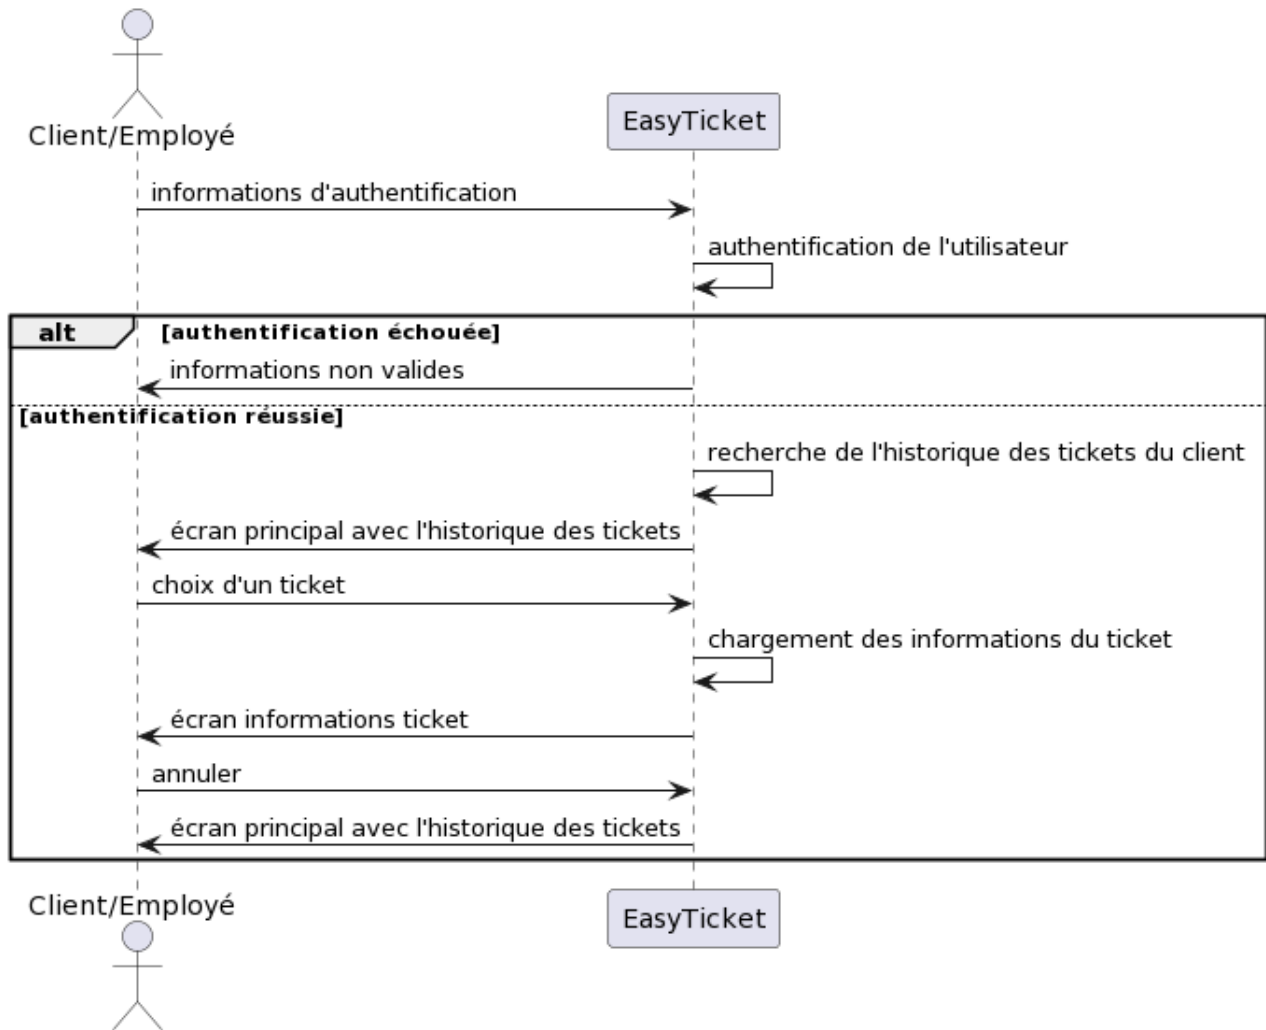 Client/Employé
EasyTicket
informations d'authentification
authentification de l'utilisateur
alt [authentification échouée]
informations non valides
[authentification réussie]
recherche de l'historique des tickets du client
écran principal avec l'historique des tickets
choix d'un ticket
chargement des informations du ticket
écran informations ticket
annuler
écran principal avec l'historique des tickets
Client/Employé
EasyTicket